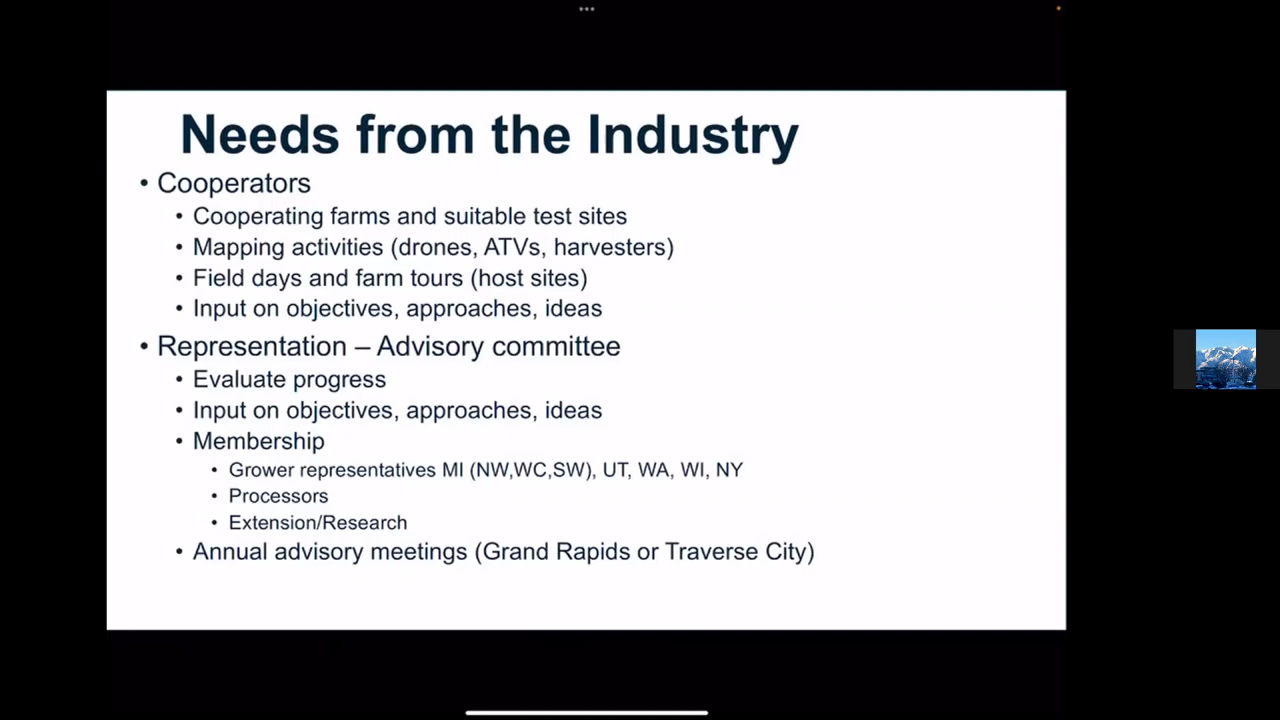 Needs from the Industry
• Cooperators
• Cooperating farms and suitable test sites
• Mapping activities (drones, ATVs, harvesters)
• Field days and farm tours (host sites)
• Input on objectives, approaches, ideas
• Representation – Advisory committee
• Evaluate progress
• Input on objectives, approaches, ideas
• Membership
• Grower representatives MI (NW,WC,SW), UT, WA, WI, NY
• Processors
• Extension/Research
• Annual advisory meetings (Grand Rapids or Traverse City)